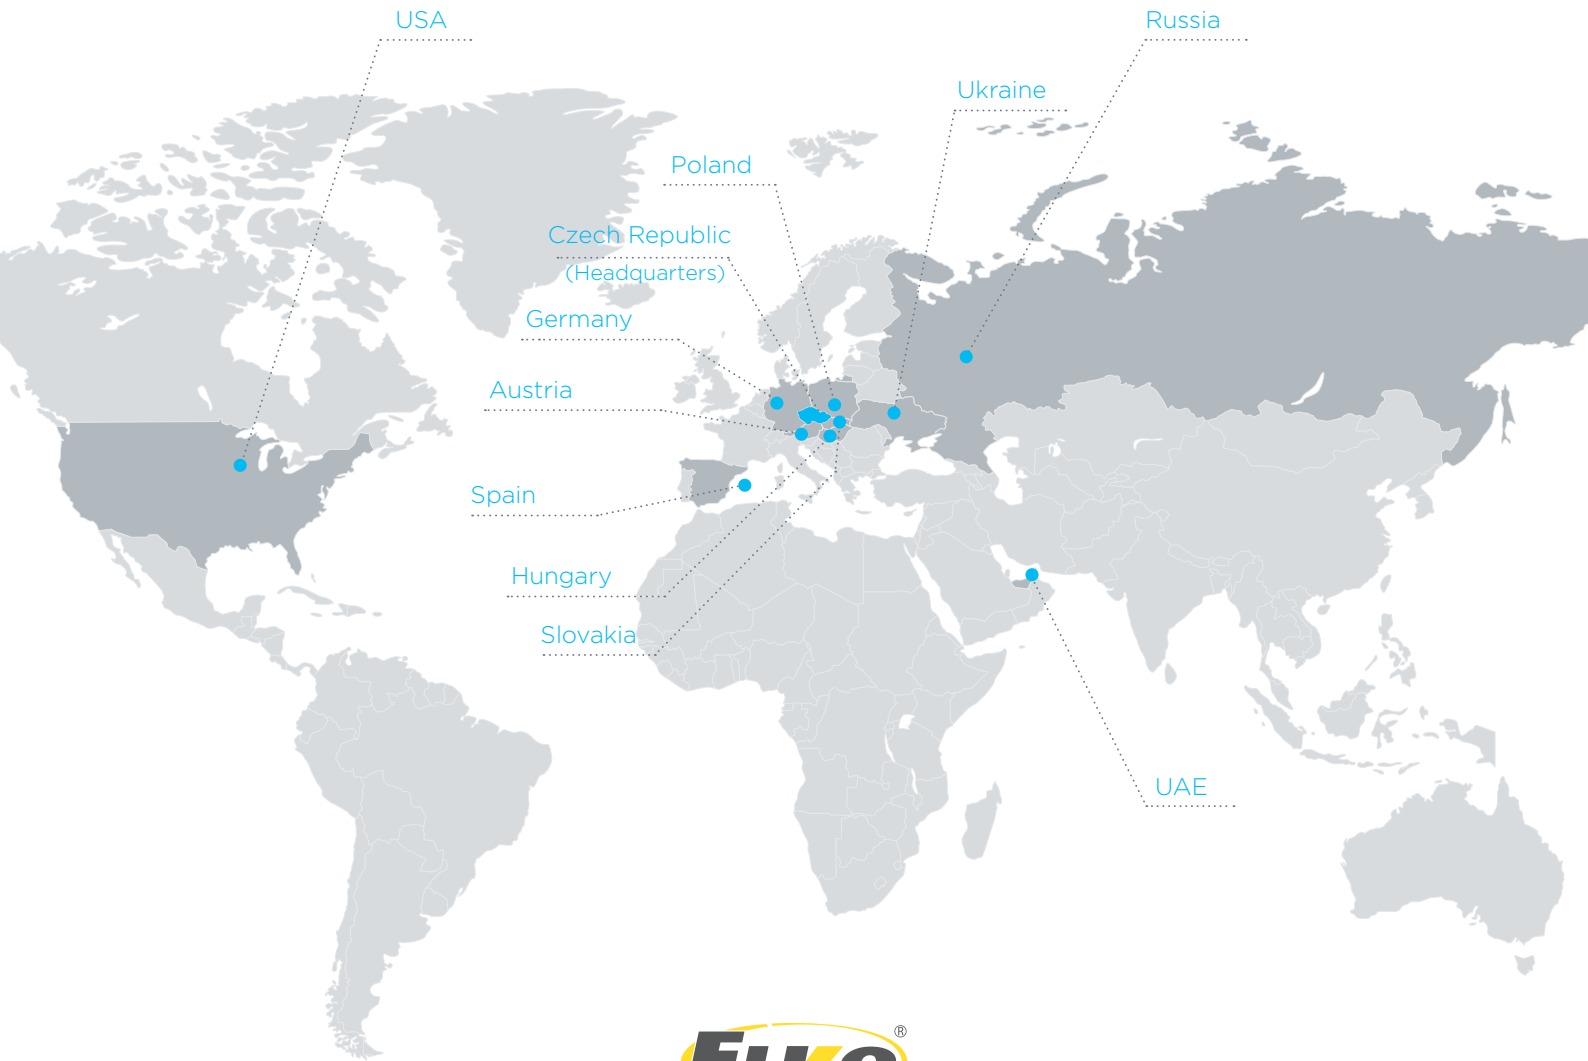 USA
Russia
Ukraine
Poland
Czech Republic
(Headquarters)
Germany
Austria
Spain
Hungary
Slovakia
UAE
®